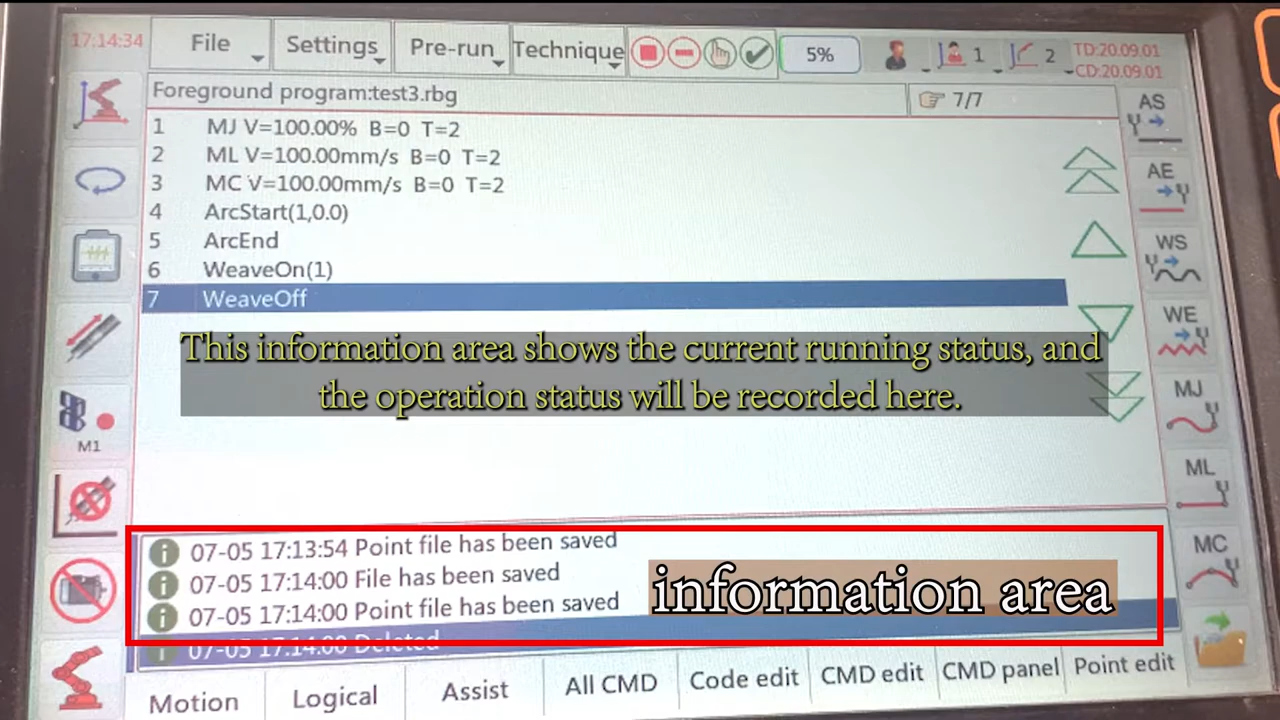 17:14:34 File Settings Pre-run Technique 5% 1 2 TD:20.09.01
CD:20.09.01
Foreground program:test3.rbg 7/7
1 MJ V=100.00% B=0 T=2
2 ML V=100.00mm/s B=0 T=2
3 MC V=100.00mm/s B=0 T=2
4 ArcStart(1,0.0)
5 ArcEnd
6 WeaveOn(1)
7 WeaveOff
This information area shows the current running status, and
the operation status will be recorded here.
M1
AS
AE
WS
WE
MJ
ML
MC
07-05 17:13:54 Point file has been saved
07-05 17:14:00 File has been saved
07-05 17:14:00 Point file has been saved
07-05 17:14:00 Deleted
information area
Motion Logical Assist All CMD Code edit CMD edit CMD panel Point edit